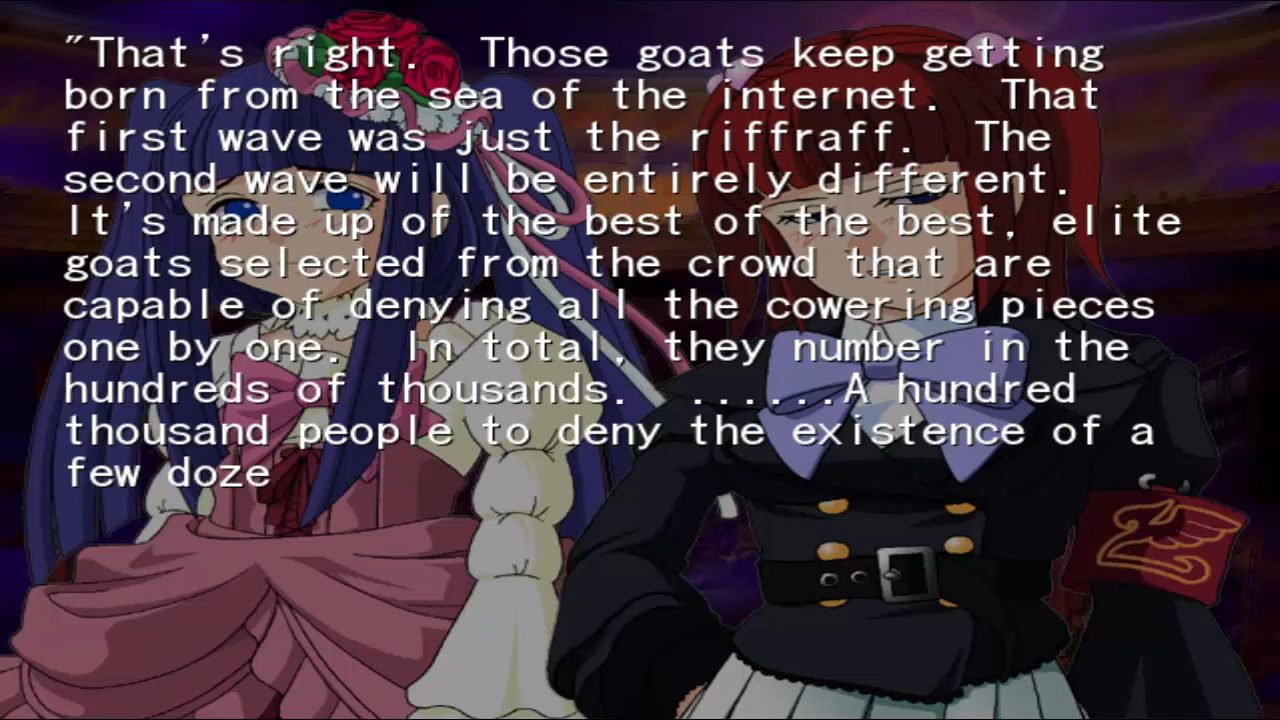 "That's right.  Those goats keep getting
born from the sea of the internet.  That
first wave was just the riffraff.  The
second wave will be entirely different.
It's made up of the best of the best, elite
goats selected from the crowd that are
capable of denying all the cowering pieces
one by one.  In total, they number in the
hundreds of thousands.  ......A hundred
thousand people to deny the existence of a
few doze